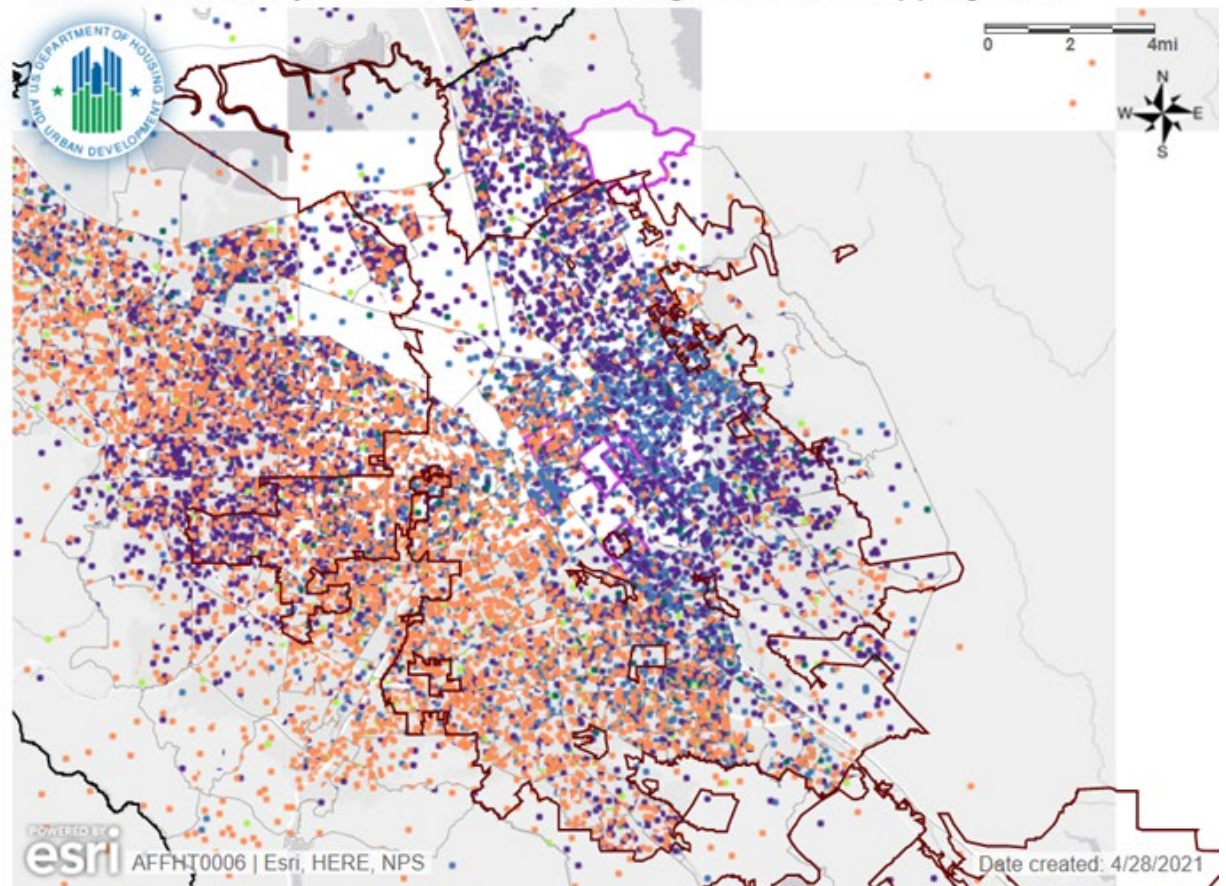 0 2 4mi
U.S. DEPARTMENT OF HOUSING
AND URBAN DEVELOPMENT
N
W E
S
POWERED BY
esri AFFHT0006 | Esri, HERE, NPS
Date created: 4/28/2021